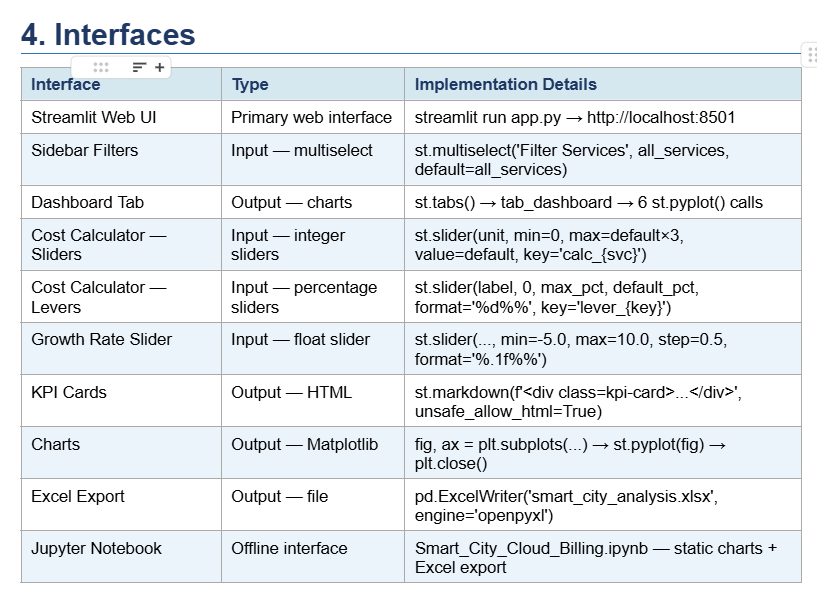 4. Interfaces
Interface Type Implementation Details
Streamlit Web UI Primary web interface streamlit run app.py → http://localhost:8501
Sidebar Filters Input — multiselect st.multiselect('Filter Services', all_services,
default=all_services)
Dashboard Tab Output — charts st.tabs() → tab_dashboard → 6 st.pyplot() calls
Cost Calculator — Input — integer st.slider(unit, min=0, max=default×3,
Sliders sliders value=default, key='calc_{svc}')
Cost Calculator — Input — percentage st.slider(label, 0, max_pct, default_pct,
Levers sliders format='%d%%', key='lever_{key}')
Growth Rate Slider Input — float slider st.slider(..., min=-5.0, max=10.0, step=0.5,
format='%.1f%%')
KPI Cards Output — HTML st.markdown(f'<div class=kpi-card>...</div>',
unsafe_allow_html=True)
Charts Output — Matplotlib fig, ax = plt.subplots(...) → st.pyplot(fig) →
plt.close()
Excel Export Output — file pd.ExcelWriter('smart_city_analysis.xlsx',
engine='openpyxl')
Jupyter Notebook Offline interface Smart_City_Cloud_Billing.ipynb — static charts +
Excel export